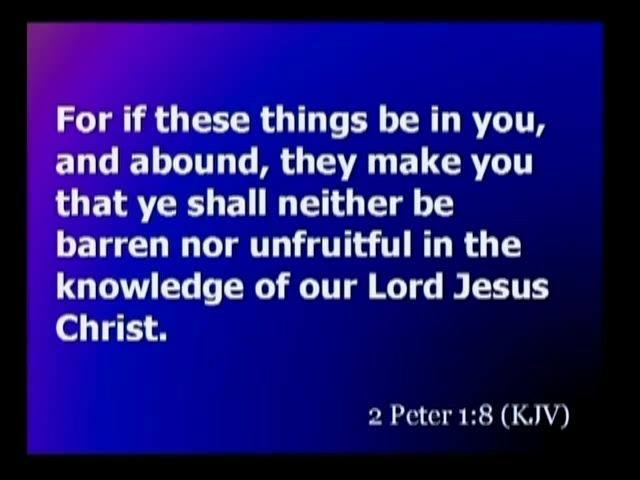 For if these things be in you,
and abound, they make you
that ye shall neither be
barren nor unfruitful in the
knowledge of our Lord Jesus
Christ.
2 Peter 1:8 (KJV)